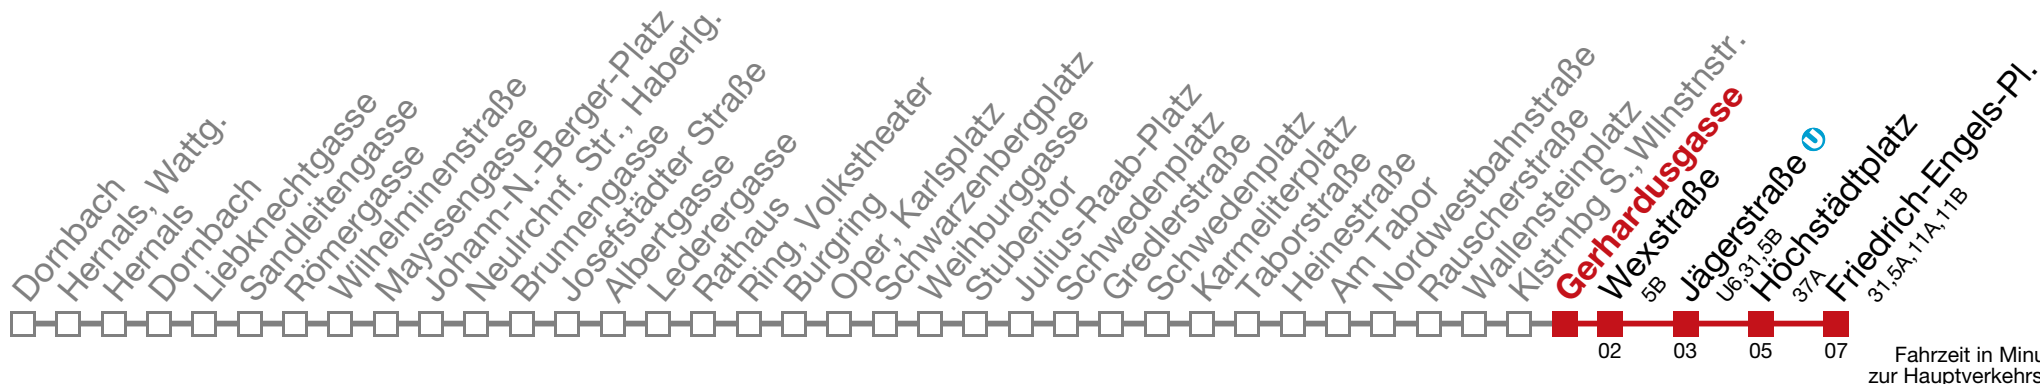 Dornbach
Hernals, Wattg.
Hernals
Dornbach
Liebknechtgasse
Sandleitengasse
Römergasse
Wilhelminenstraße
Mayssengasse
Johann-N.-Berger-Platz
Neulrchnf. Str., Haberlg.
Brunnengasse
Josefstädter Straße
Albertgasse
Lederergasse
Rathaus
Ring, Volkstheater
Burgring
Oper, Karlsplatz
Schwarzenbergplatz
Weihburggasse
Stubentor
Julius-Raab-Platz
Schwedenplatz
Gredlerstraße
Schwedenplatz
Karmeliterplatz
Taborstraße
Heinestraße
Am Tabor
Nordwestbahnstraße
Rauscherstraße
Wallensteinplatz
Klstrnbg S., Wllnstnstr.
Gerhardusgasse
Wexstraße
5B
Jägerstraße U
U6,31,5B
Höchstädtplatz
37A
Friedrich-Engels-Pl.
31,5A,11A,11B
02 03 05 07
Fahrzeit in Minu
zur Hauptverkehrs